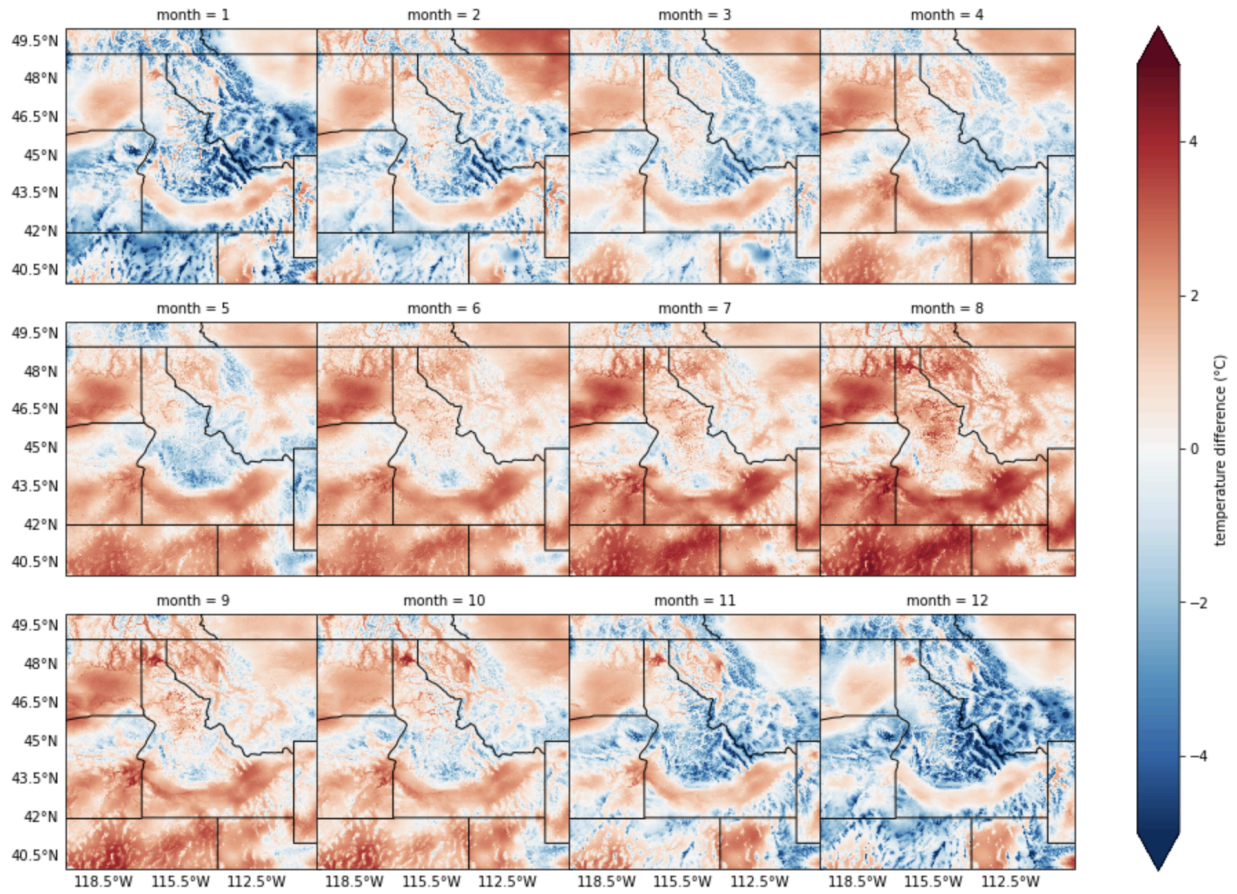 month = 1 month = 2 month = 3 month = 4
49.5°N
48°N
46.5°N
45°N
43.5°N
42°N
40.5°N
month = 5 month = 6 month = 7 month = 8
49.5°N
48°N
46.5°N
45°N
43.5°N
42°N
40.5°N
month = 9 month = 10 month = 11 month = 12
49.5°N
48°N
46.5°N
45°N
43.5°N
42°N
40.5°N
118.5°W 115.5°W 112.5°W 118.5°W 115.5°W 112.5°W 118.5°W 115.5°W 112.5°W 118.5°W 115.5°W 112.5°W
4
2
0
−2
−4
temperature difference (°C)